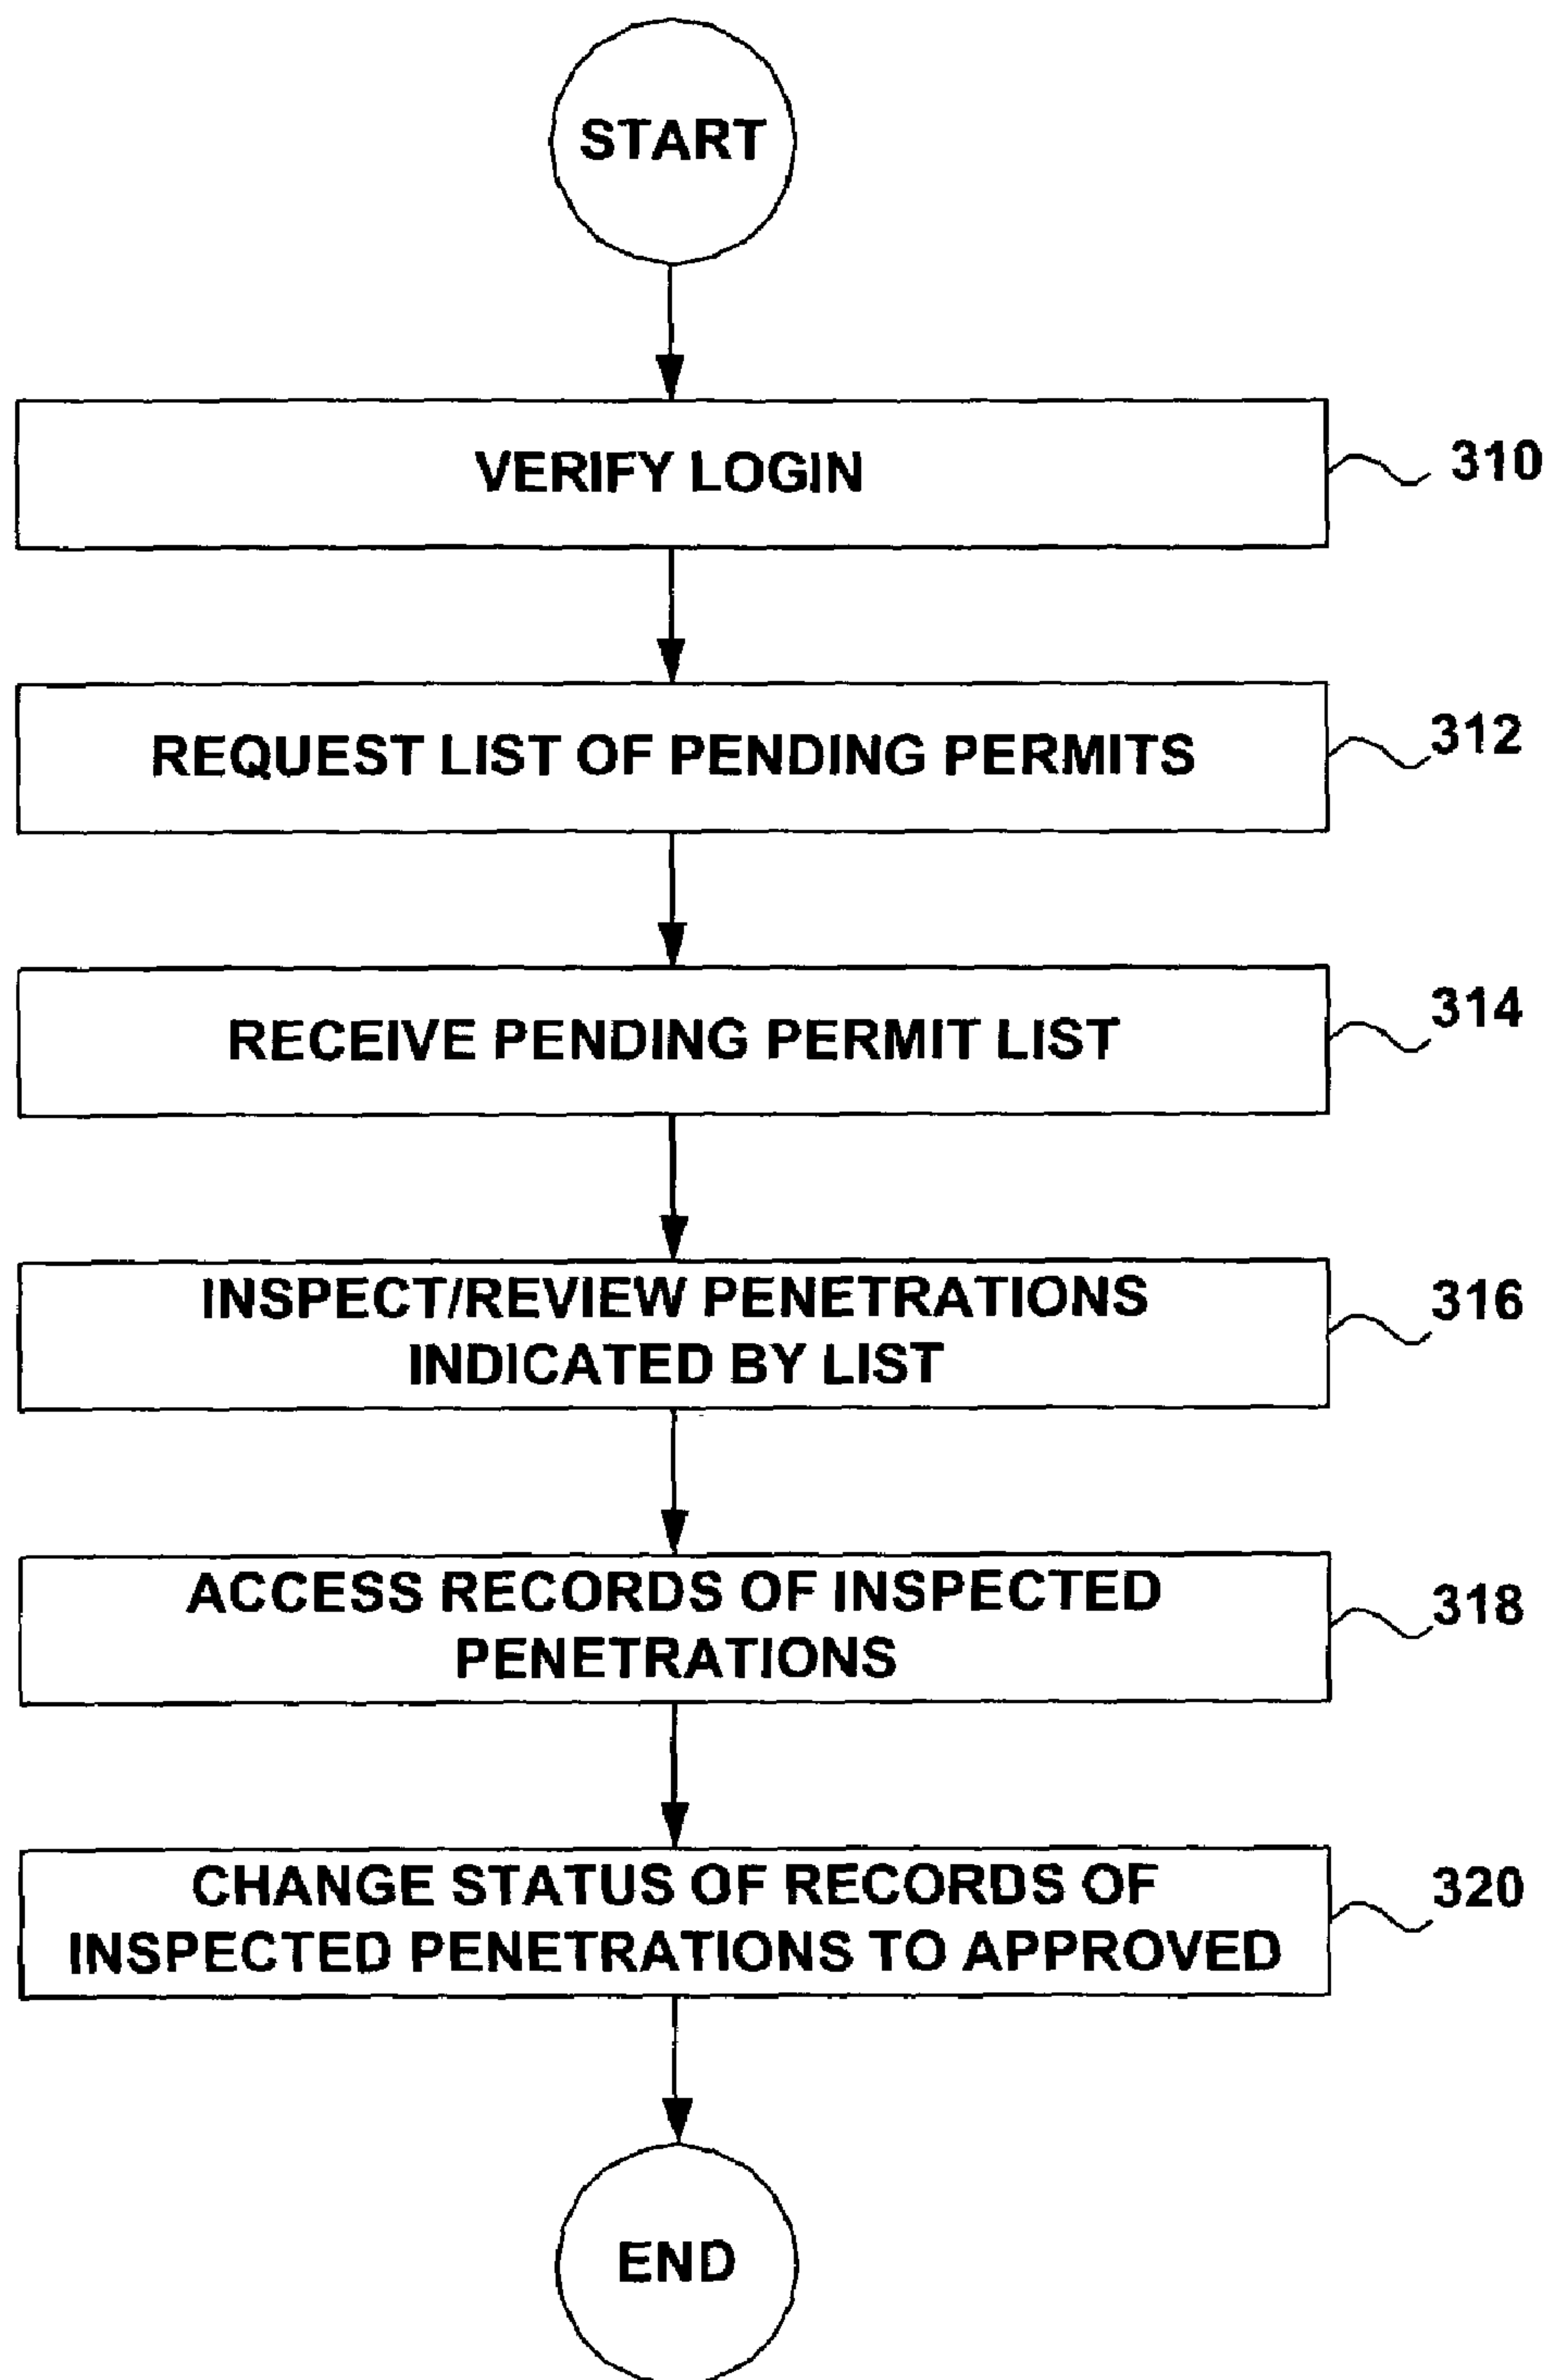 START
VERIFY LOGIN
310
REQUEST LIST OF PENDING PERMITS
312
RECEIVE PENDING PERMIT LIST
314
INSPECT/REVIEW PENETRATIONS
INDICATED BY LIST
316
ACCESS RECORDS OF INSPECTED
PENETRATIONS
318
CHANGE STATUS OF RECORDS OF
INSPECTED PENETRATIONS TO APPROVED
320
END